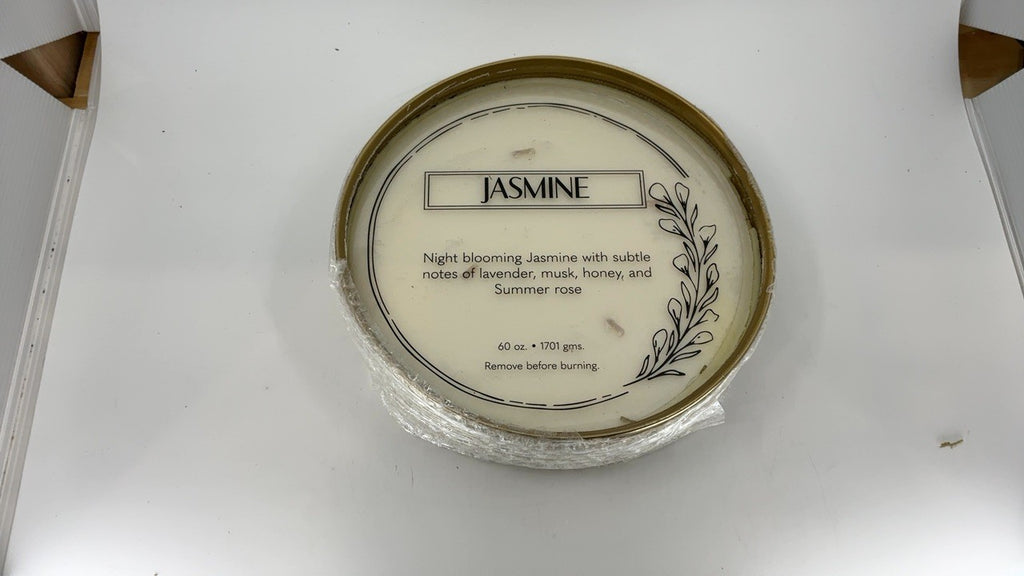 JASMINE
Night blooming Jasmine with subtle
notes of lavender, musk, honey, and
Summer rose
60 oz. • 1701 gms.
Remove before burning.